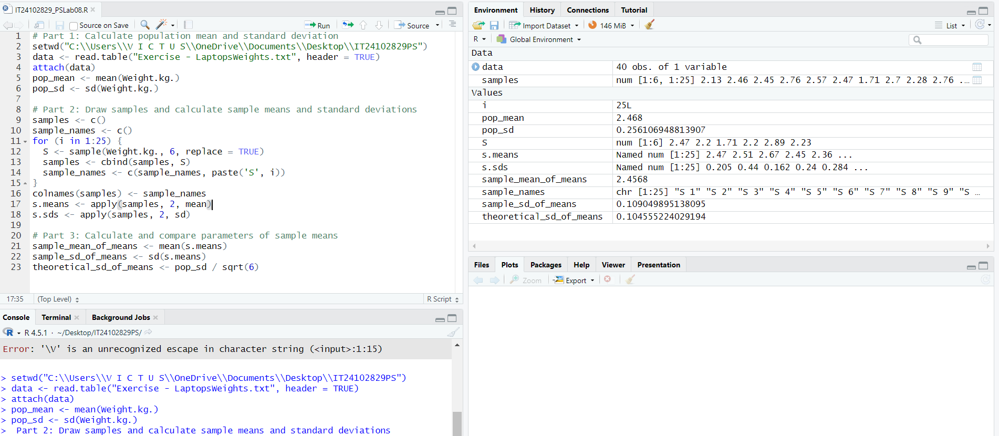 IT24102829_PSLab08.R
Source on Save
Run
Source
1 # Part 1: Calculate population mean and standard deviation
2 setwd("C:\\Users\\V I C T U S\\OneDrive\\Documents\\Desktop\\IT24102829PS")
3 data <- read.table("Exercise - LaptopsWeights.txt", header = TRUE)
4 attach(data)
5 pop_mean <- mean(Weight.kg.)
6 pop_sd <- sd(Weight.kg.)
7
8 # Part 2: Draw samples and calculate sample means and standard deviations
9 samples <- c()
10 sample_names <- c()
11 for (i in 1:25) {
12 S <- sample(Weight.kg., 6, replace = TRUE)
13 samples <- cbind(samples, S)
14 sample_names <- c(sample_names, paste('S', i))
15 }
16 colnames(samples) <- sample_names
17 s.means <- apply(samples, 2, mean)
18 s.sds <- apply(samples, 2, sd)
19
20 # Part 3: Calculate and compare parameters of sample means
21 sample_mean_of_means <- mean(s.means)
22 sample_sd_of_means <- sd(s.means)
23 theoretical_sd_of_means <- pop_sd / sqrt(6)
17:35 (Top Level) R Script
Console Terminal Background Jobs
R 4.5.1 · ~/Desktop/IT24102829PS/
Error: '\V' is an unrecognized escape in character string (<input>:1:15)
> setwd("C:\\Users\\V I C T U S\\OneDrive\\Documents\\Desktop\\IT24102829PS")
> data <- read.table("Exercise - LaptopsWeights.txt", header = TRUE)
> attach(data)
> pop_mean <- mean(Weight.kg.)
> pop_sd <- sd(Weight.kg.)
> Part 2: Draw samples and calculate sample means and standard deviations
Environment History Connections Tutorial
Import Dataset 146 MiB List
R Global Environment
Data
data 40 obs. of 1 variable
samples num [1:6, 1:25] 2.13 2.46 2.45 2.76 2.57 2.47 1.71 2.7 2.28 2.76 ...
Values
i 25L
pop_mean 2.468
pop_sd 0.256106948813907
S num [1:6] 2.47 2.2 1.71 2.2 2.89 2.23
s.means Named num [1:25] 2.47 2.51 2.67 2.45 2.36 ...
s.sds Named num [1:25] 0.205 0.44 0.162 0.24 0.284 ...
sample_mean_of_means 2.4568
sample_names chr [1:25] "S 1" "S 2" "S 3" "S 4" "S 5" "S 6" "S 7" "S 8" "S 9" "S ...
sample_sd_of_means 0.109049895138095
theoretical_sd_of_means 0.104555224029194
Files Plots Packages Help Viewer Presentation
Zoom Export